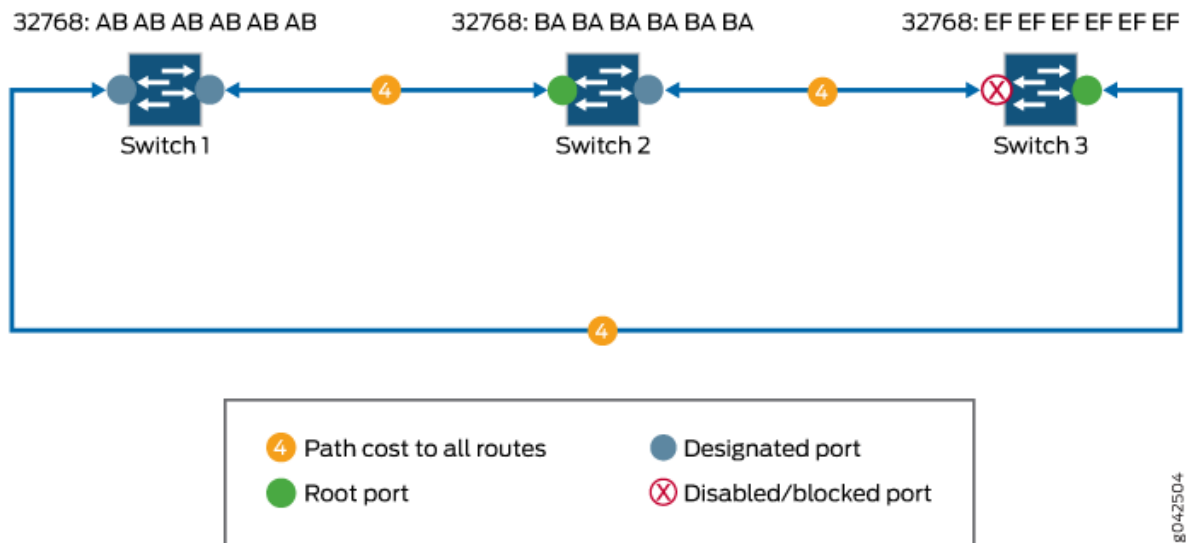 32768: AB AB AB AB AB AB
32768: BA BA BA BA BA BA
32768: EF EF EF EF EF EF
4
4
X
Switch 1
Switch 2
Switch 3
4
4 Path cost to all routes
Designated port
Root port
X Disabled/blocked port
g042504